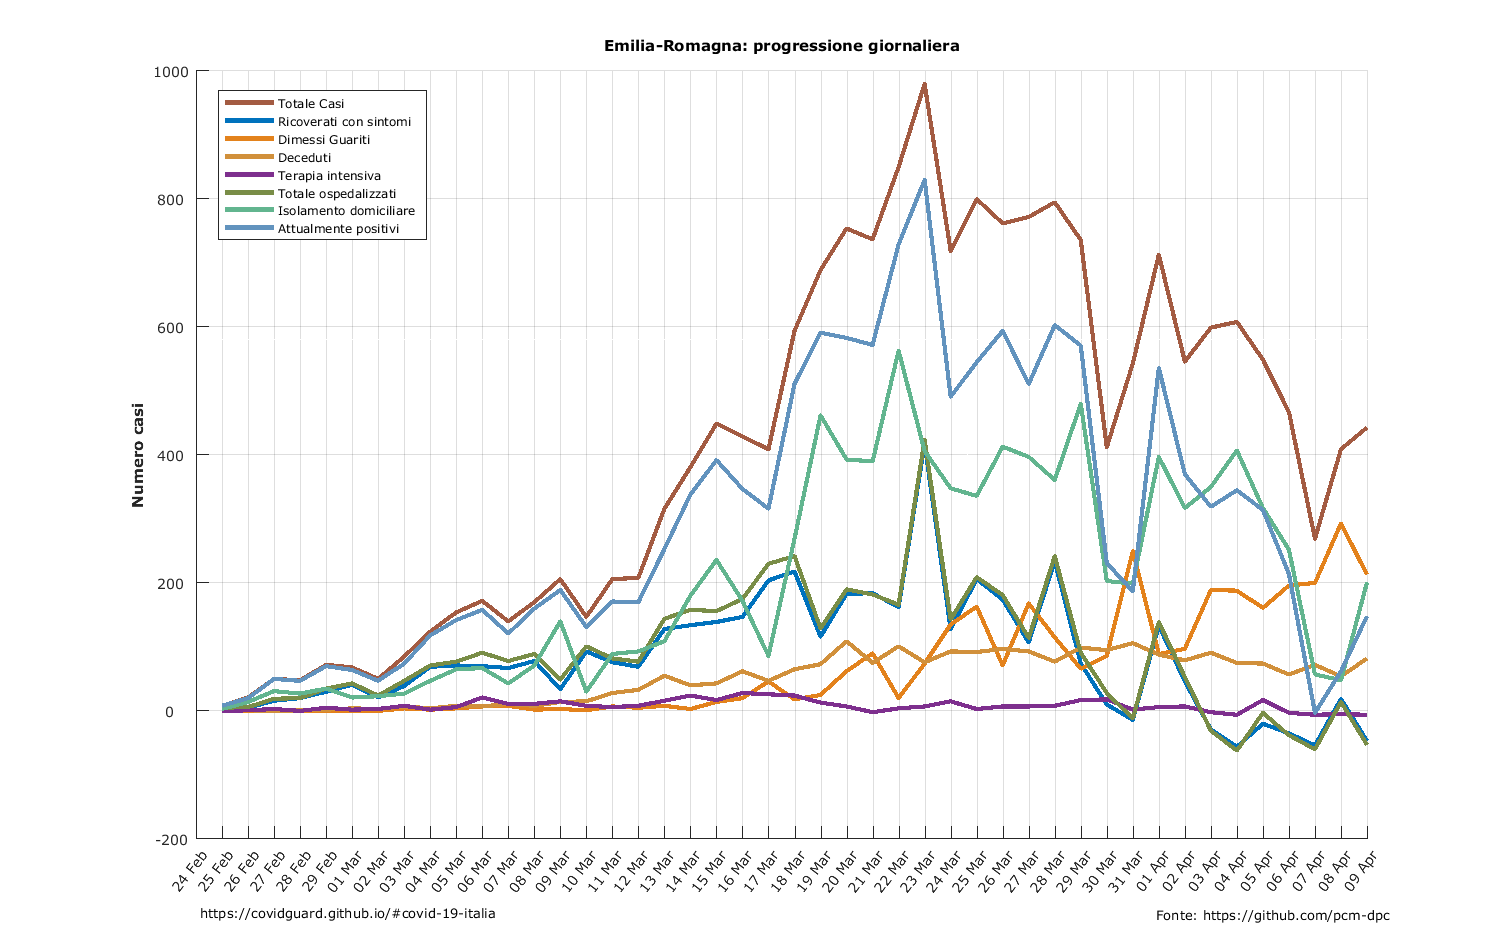 Emilia-Romagna: progressione giornaliera
1000
800
600
400
200
0
-200
Numero casi
Totale Casi
Ricoverati con sintomi
Dimessi Guariti
Deceduti
Terapia intensiva
Totale ospedalizzati
Isolamento domiciliare
Attualmente positivi
24 Feb
25 Feb
26 Feb
27 Feb
28 Feb
29 Feb
01 Mar
02 Mar
03 Mar
04 Mar
05 Mar
06 Mar
07 Mar
08 Mar
09 Mar
10 Mar
11 Mar
12 Mar
13 Mar
14 Mar
15 Mar
16 Mar
17 Mar
18 Mar
19 Mar
20 Mar
21 Mar
22 Mar
23 Mar
24 Mar
25 Mar
26 Mar
27 Mar
28 Mar
29 Mar
30 Mar
31 Mar
01 Apr
02 Apr
03 Apr
04 Apr
05 Apr
06 Apr
07 Apr
08 Apr
09 Apr
https://covidguard.github.io/#covid-19-italia
Fonte: https://github.com/pcm-dpc